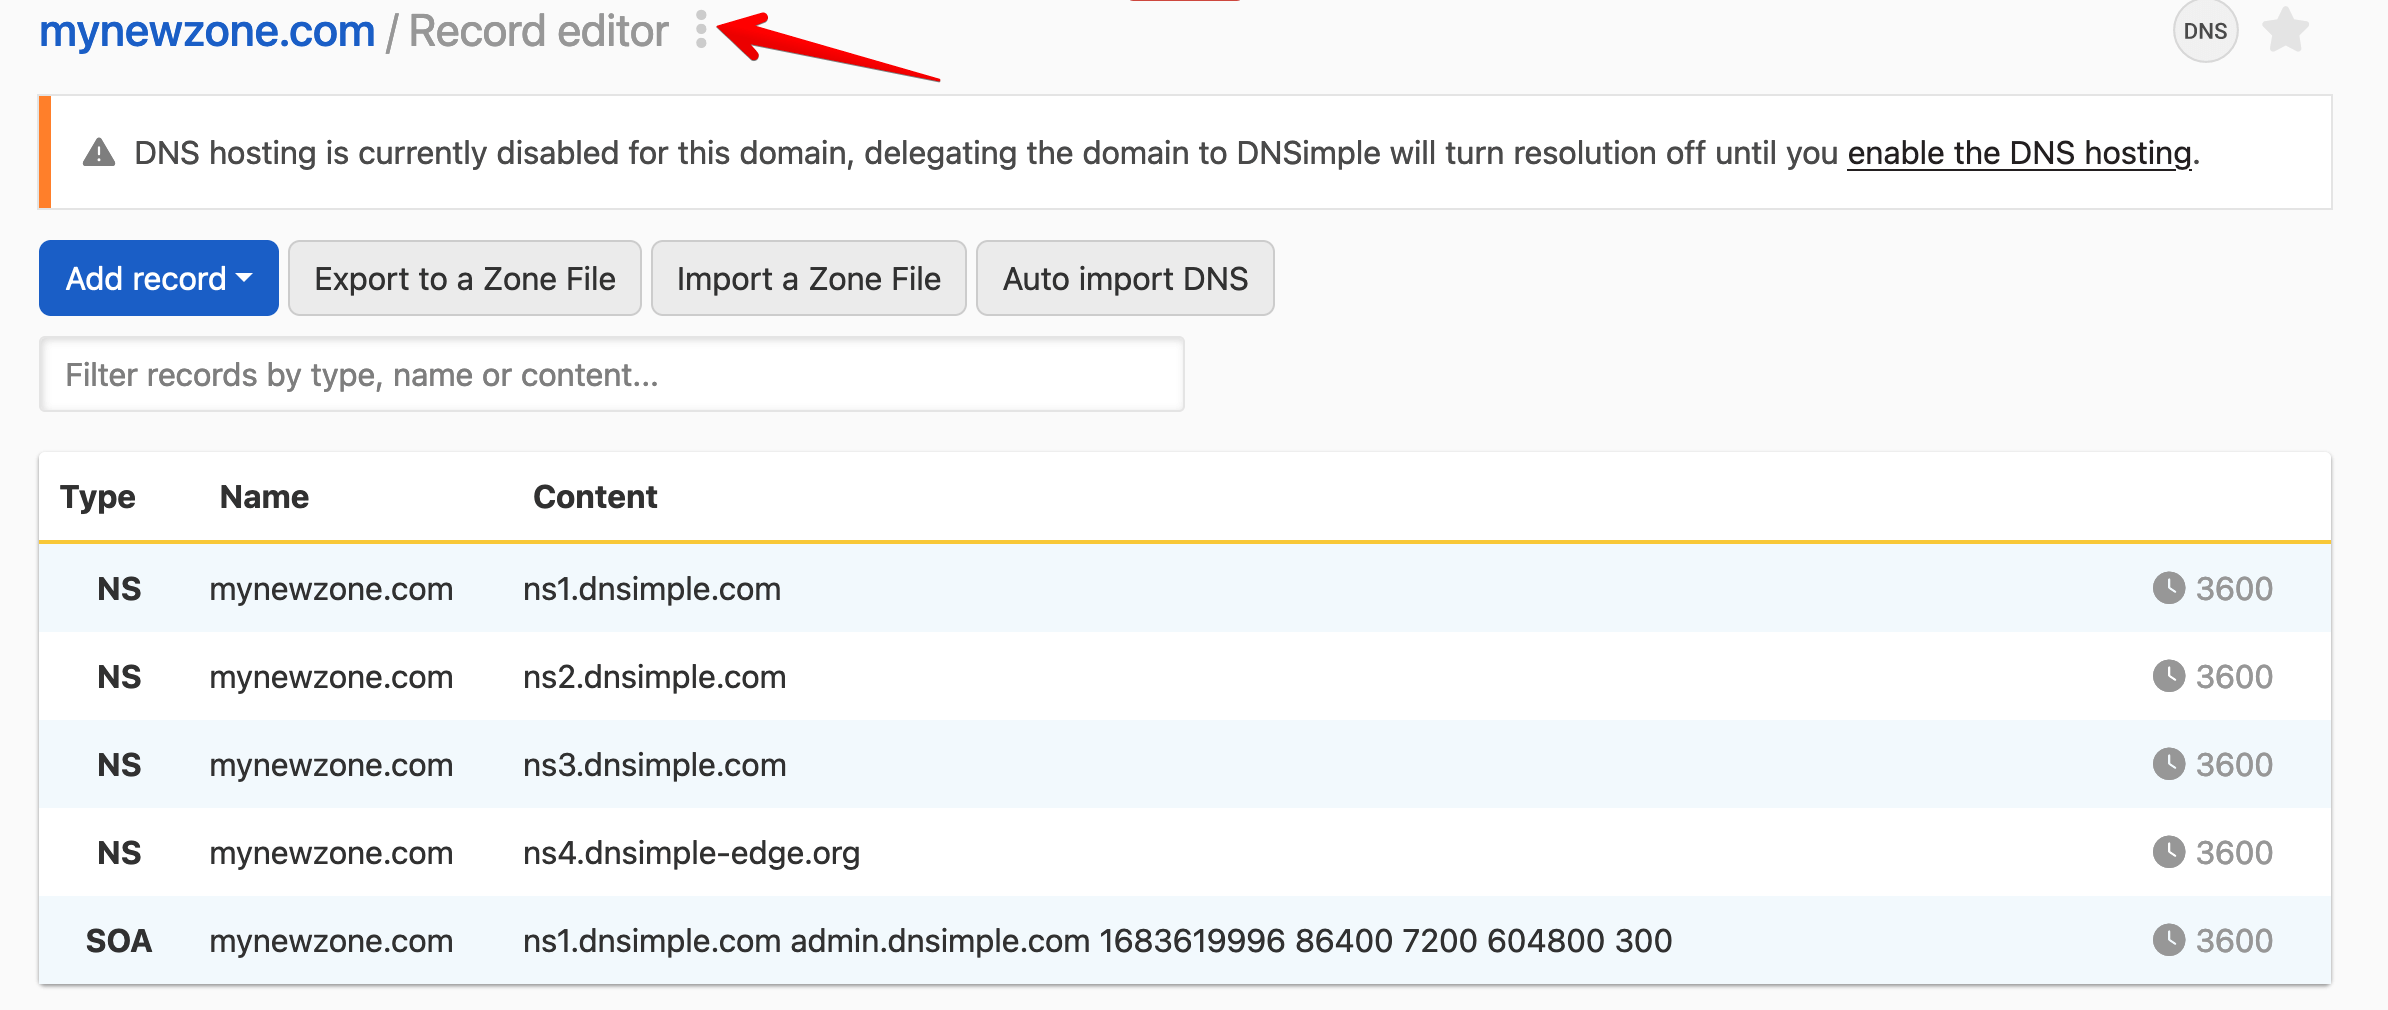 mynewzone.com / Record editor
DNS
DNS hosting is currently disabled for this domain, delegating the domain to DNSimple will turn resolution off until you enable the DNS hosting.
Add record Export to a Zone File Import a Zone File Auto import DNS
Filter records by type, name or content...
Type Name Content
NS mynewzone.com ns1.dnsimple.com 3600
NS mynewzone.com ns2.dnsimple.com 3600
NS mynewzone.com ns3.dnsimple.com 3600
NS mynewzone.com ns4.dnsimple-edge.org 3600
SOA mynewzone.com ns1.dnsimple.com admin.dnsimple.com 1683619996 86400 7200 604800 300 3600